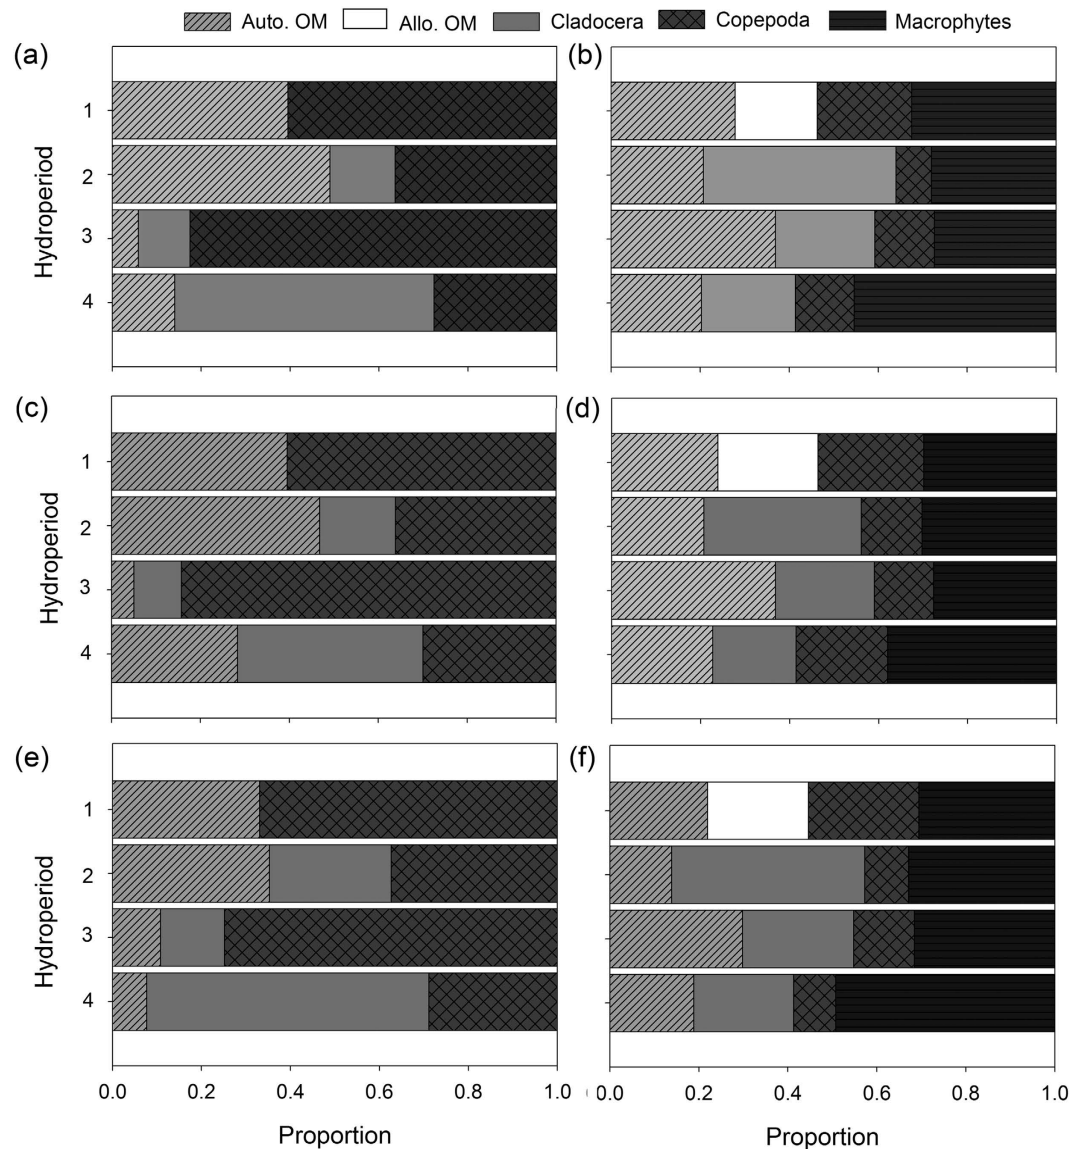 Auto. OM Allo. OM Cladocera Copepoda Macrophytes
(a) (b)
Hydroperiod
1
2
3
4
(c) (d)
Hydroperiod
1
2
3
4
(e) (f)
Hydroperiod
1
2
3
4
0.0 0.2 0.4 0.6 0.8 1.0 0.0 0.2 0.4 0.6 0.8 1.0
Proportion Proportion